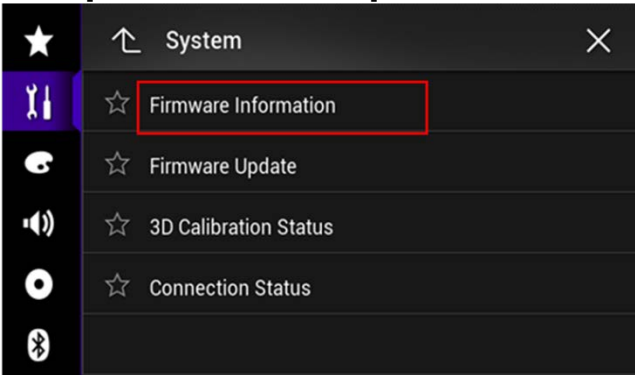 System
Firmware Information
Firmware Update
3D Calibration Status
Connection Status